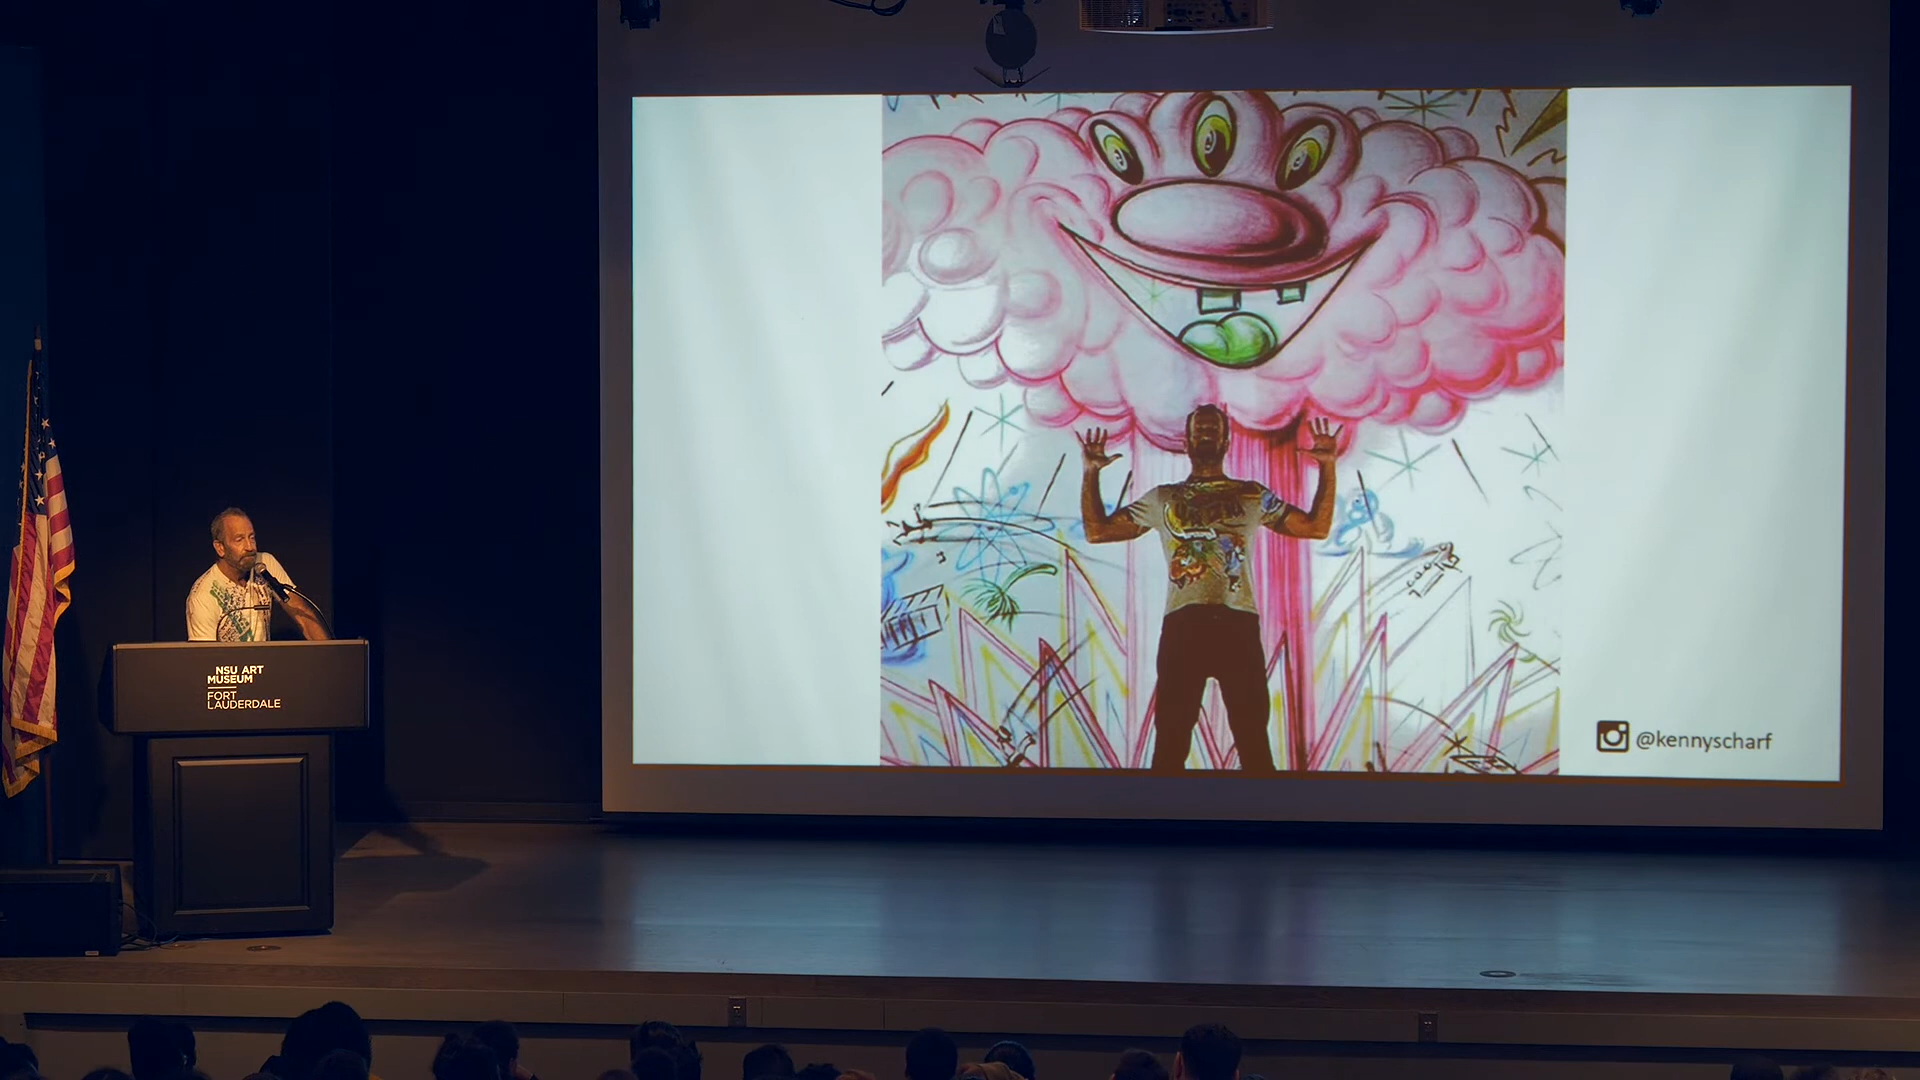 NSU ART
MUSEUM
FORT
LAUDERDALE
@kennyscharf